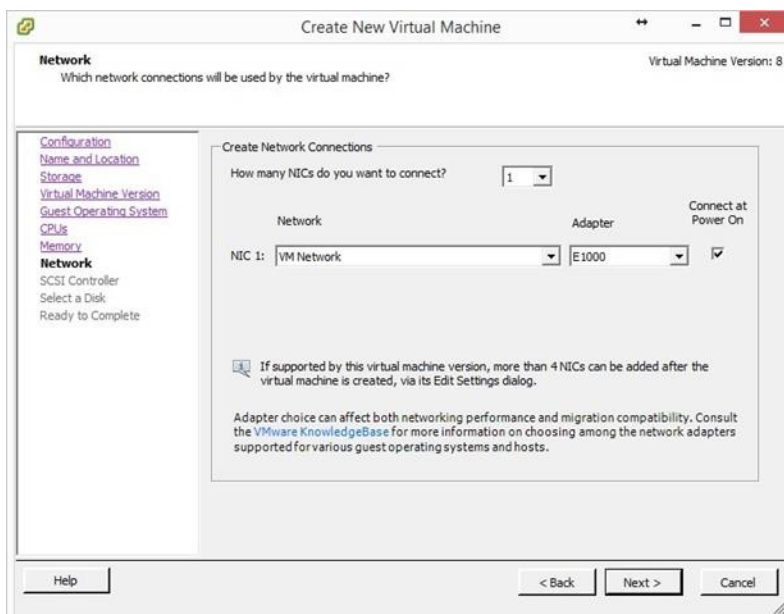 Create New Virtual Machine
Network
Which network connections will be used by the virtual machine?
Virtual Machine Version: 8
Configuration
Name and Location
Storage
Virtual Machine Version
Guest Operating System
CPUs
Memory
Network
SCSI Controller
Select a Disk
Ready to Complete
Create Network Connections
How many NICs do you want to connect?
1
Network
Adapter
Connect at
Power On
NIC 1:
VM Network
E1000
If supported by this virtual machine version, more than 4 NICs can be added after the
virtual machine is created, via its Edit Settings dialog.
Adapter choice can affect both networking performance and migration compatibility. Consult
the VMware KnowledgeBase for more information on choosing among the network adapters
supported for various guest operating systems and hosts.
Help
< Back
Next >
Cancel